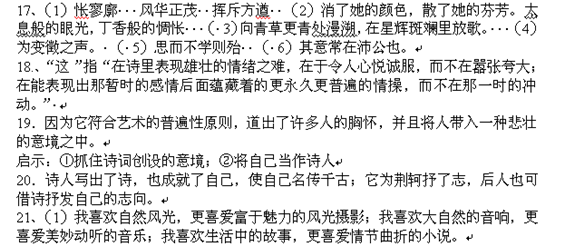 17、（1）怅寥廓···风华正茂··挥斥方遒··（2）消了她的颜色，散了她的芬芳。太
息般的眼光，丁香般的惆怅···（·3）向青草更青处漫溯，在星辉斑斓里放歌。···（4）
为变徵之声。·（·5）思而不学则殆··（·6）其意常在沛公也。
18、“这 ”指“在诗里表现雄壮的情绪之难，在于令人心悦诚服，而不在嚣张夸大；
在能表现出那暂时的感情后面蕴藏着的更永久更普遍的情操，而不在那一时的冲
动。”·
19．因为它符合艺术的普遍性原则，道出了许多人的胸怀，并且将人带入一种悲壮
的意境之中。
启示：①抓住诗词创设的意境；②将自己当作诗人
20．诗人写出了诗，也成就了自己，使自己名传千古；它为荆轲抒了志，后人也可
借诗抒发自己的志向。
21、（1）我喜欢自然风光，更喜爱富于魅力的风光摄影；我喜欢大自然的音响，更
喜爱美妙动听的音乐；我喜欢生活中的故事，更喜爱情节曲折的小说。